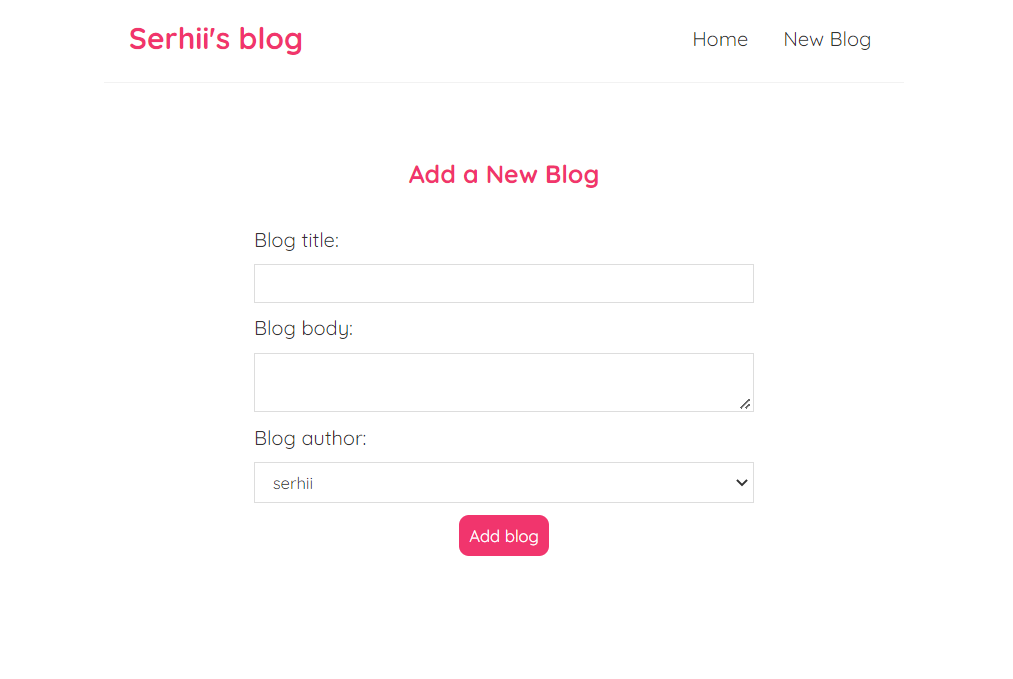 Serhii's blog
Home New Blog
Add a New Blog
Blog title:
Blog body:
Blog author:
serhii
Add blog